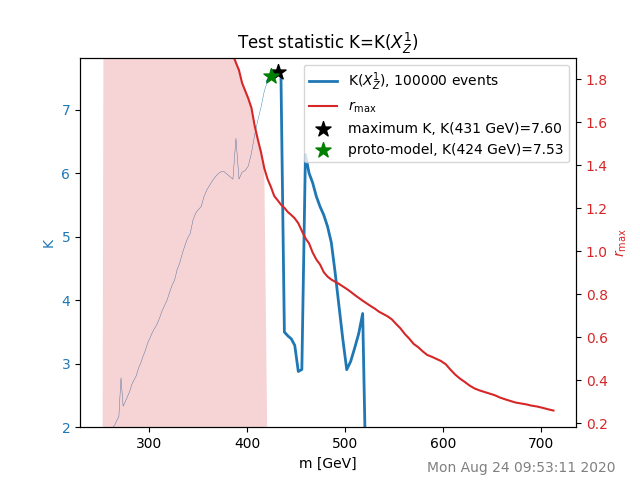 Test statistic K=K(X_Z^1)
K(X_Z^1), 100000 events
r_max
maximum K, K(431 GeV)=7.60
proto-model, K(424 GeV)=7.53
K
7
6
5
4
3
2
300 400 500 600 700
m [GeV]
1.8
1.6
1.4
1.2
1.0
0.8
0.6
0.4
0.2
r_max
Mon Aug 24 09:53:11 2020